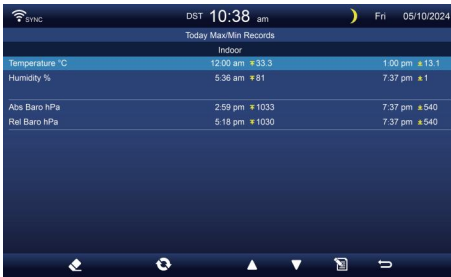 SYNC DST 10:38 am Fri 05/10/2024
Today Max/Min Records
Indoor
Temperature °C 12:00 am 33.3 1:00 pm 13.1
Humidity % 5:36 am 81 7:37 pm 1
Abs Baro hPa 2:59 pm 1033 7:37 pm 540
Rel Baro hPa 5:18 pm 1030 7:37 pm 540